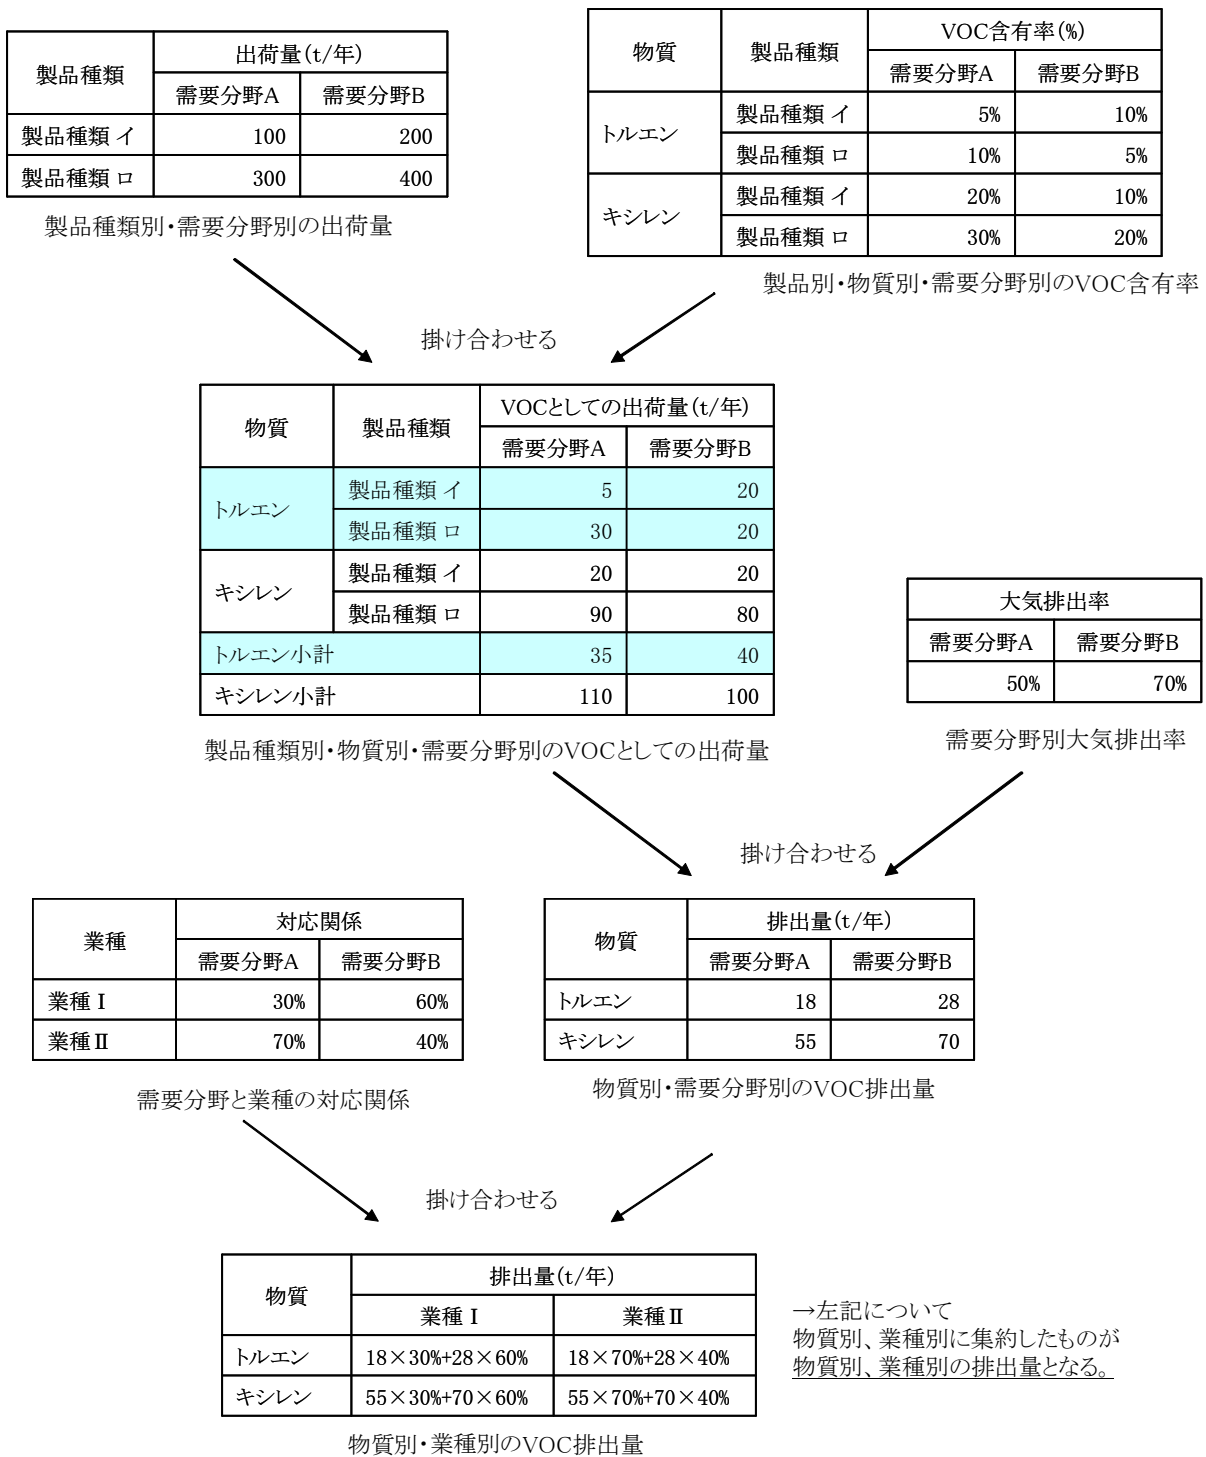 製品種類 出荷量(t/年)
需要分野A 需要分野B
製品種類 イ 100 200
製品種類 ロ 300 400
製品種類別・需要分野別の出荷量
物質 製品種類 VOC含有率(%)
需要分野A 需要分野B
トルエン 製品種類 イ 5% 10%
製品種類 ロ 10% 5%
キシレン 製品種類 イ 20% 10%
製品種類 ロ 30% 20%
製品別・物質別・需要分野別のVOC含有率
掛け合わせる
物質 製品種類 VOCとしての出荷量(t/年)
需要分野A 需要分野B
トルエン 製品種類 イ 5 20
製品種類 ロ 30 20
キシレン 製品種類 イ 20 20
製品種類 ロ 90 80
トルエン小計 35 40
キシレン小計 110 100
製品種類別・物質別・需要分野別のVOCとしての出荷量
大気排出率
需要分野A 需要分野B
50% 70%
需要分野別大気排出率
掛け合わせる
業種 対応関係
需要分野A 需要分野B
業種Ⅰ 30% 60%
業種Ⅱ 70% 40%
需要分野と業種の対応関係
物質 排出量(t/年)
需要分野A 需要分野B
トルエン 18 28
キシレン 55 70
物質別・需要分野別のVOC排出量
掛け合わせる
物質 排出量(t/年)
業種Ⅰ 業種Ⅱ
トルエン 18×30%+28×60% 18×70%+28×40%
キシレン 55×30%+70×60% 55×70%+70×40%
物質別・業種別のVOC排出量
→左記について
物質別、業種別に集約したものが
物質別、業種別の排出量となる。